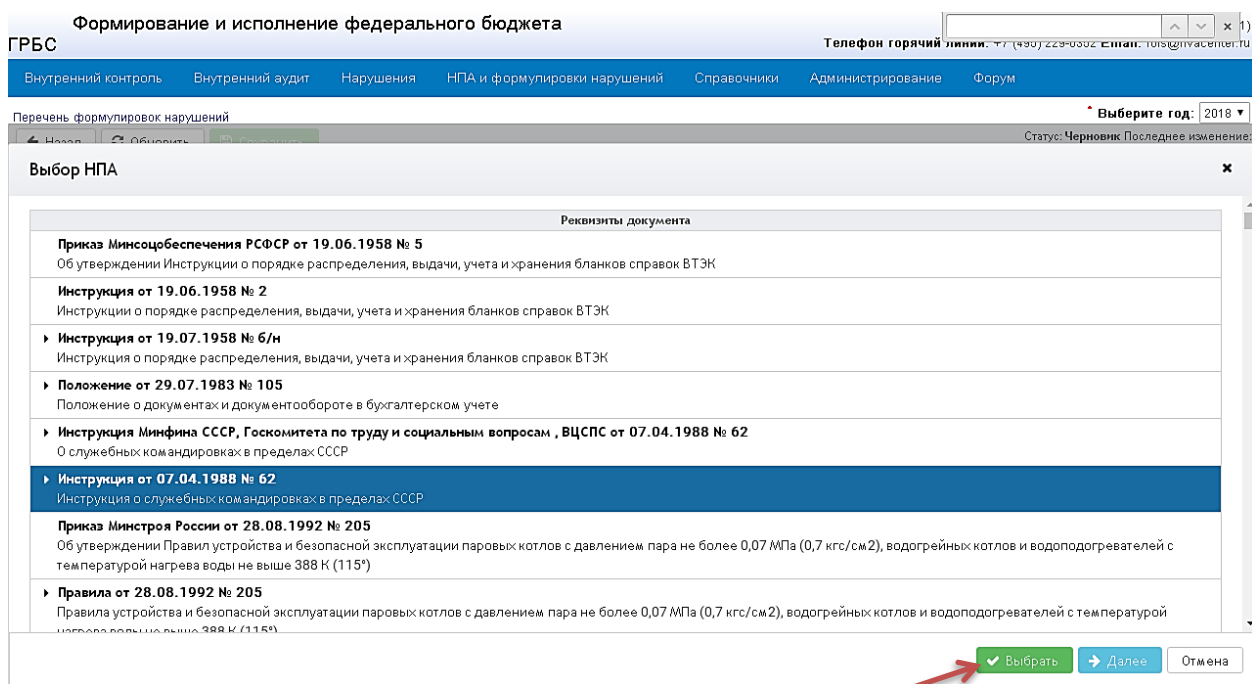 Формирование и исполнение федерального бюджета
ГРБС
1)
Телефон горячий линии: +7 (495) 229-0302 Email:
Внутренний контроль Внутренний аудит Нарушения НПА и формулировки нарушений Справочники Администрирование Форум
Перечень формулировок нарушений
* Выберите год: 2018
Назад Обновить Сохранить
Статус: Черновик Последнее изменение:
Выбор НПА
Реквизиты документа
Приказ Минсоцобеспечения РСФСР от 19.06.1958 № 5
Об утверждении Инструкции о порядке распределения, выдачи, учета и хранения бланков справок ВТЭК
Инструкция от 19.06.1958 № 2
Инструкции о порядке распределения, выдачи, учета и хранения бланков справок ВТЭК
Инструкция от 19.07.1958 № б/н
Инструкция о порядке распределения, выдачи, учета и хранения бланков справок ВТЭК
Положение от 29.07.1983 № 105
Положение о документах и документообороте в бухгалтерском учете
Инструкция Минфина СССР, Госкомитета по труду и социальным вопросам , ВЦСПС от 07.04.1988 № 62
О служебных командировках в пределах СССР
Инструкция от 07.04.1988 № 62
Инструкция о служебных командировках в пределах СССР
Приказ Минстроя России от 28.08.1992 № 205
Об утверждении Правил устройства и безопасной эксплуатации паровых котлов с давлением пара не более 0,07 МПа (0,7 кгс/см2), водогрейных котлов и водоподогревателей с
температурой нагрева воды не выше 388 К (115°)
Правила от 28.08.1992 № 205
Правила устройства и безопасной эксплуатации паровых котлов с давлением пара не более 0,07 МПа (0,7 кгс/см2), водогрейных котлов и водоподогревателей с температурой
нагрева воды не выше 388 К (115°)
Выбрать Далее Отмена